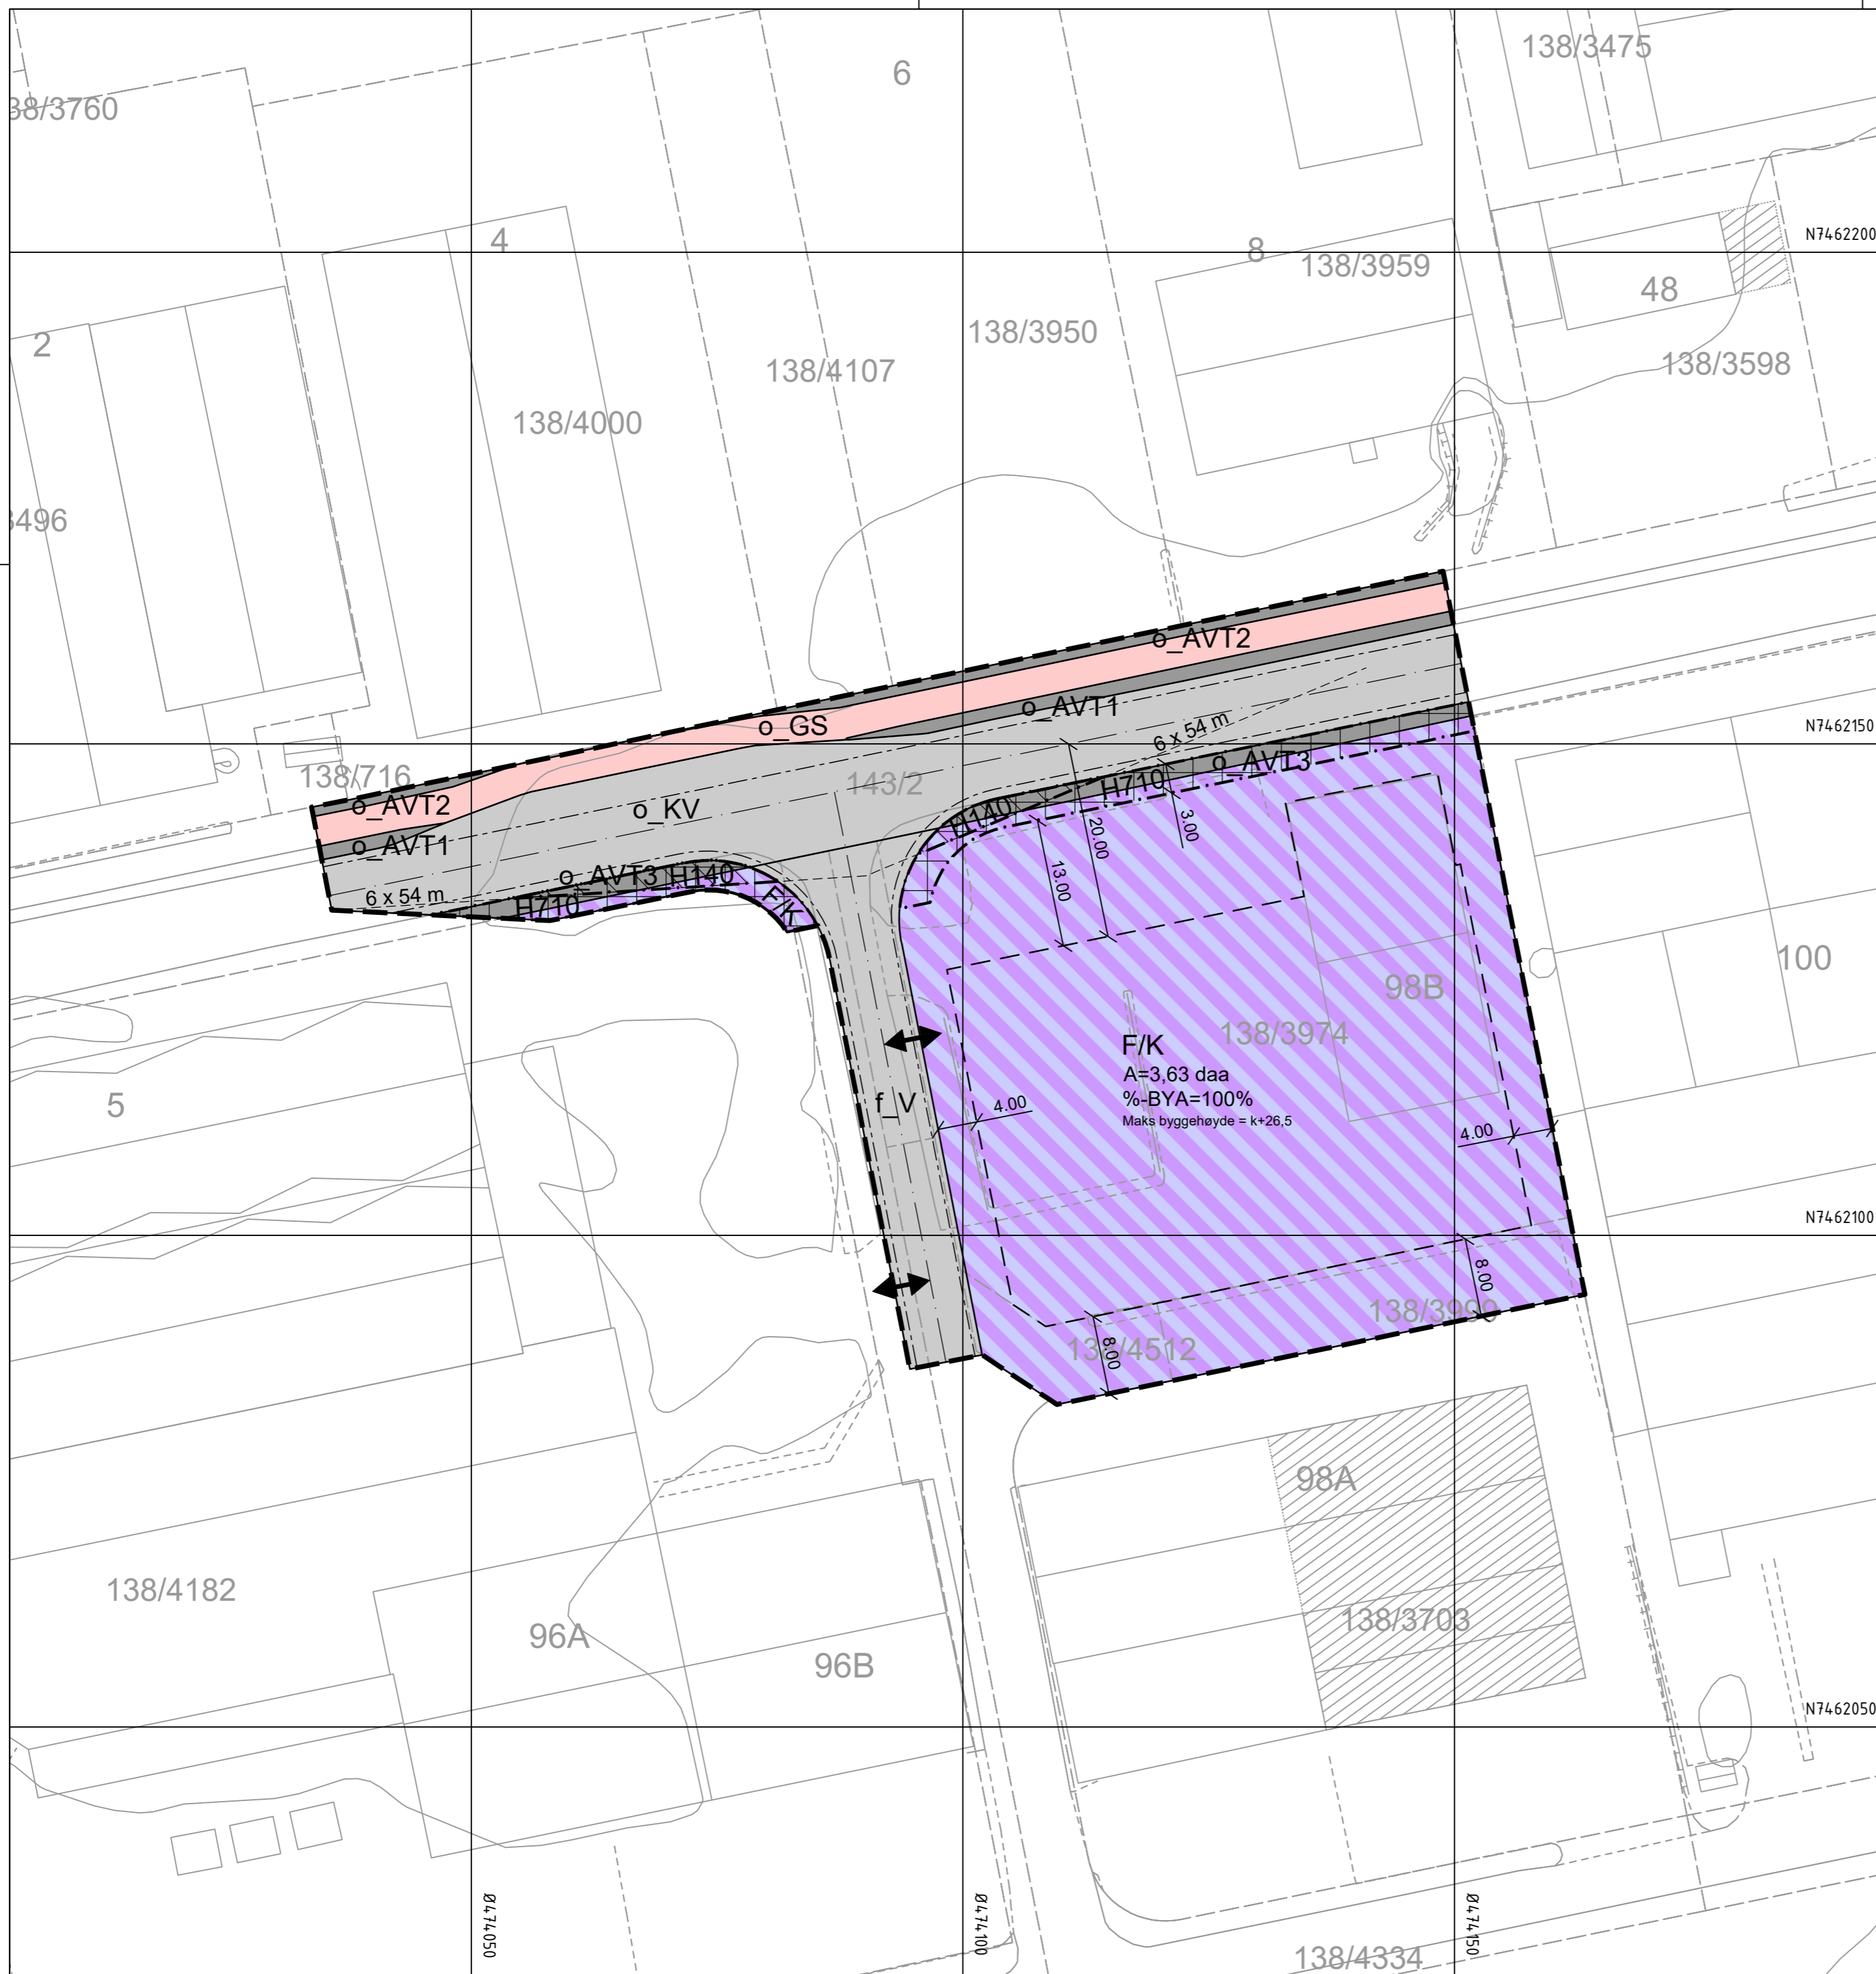 138/3475
6
38/3760
N7462200
4
8
138/3959
48
138/3950
2
138/3598
138/4107
138/4000
3496
o_AVT2
o_AVT1
o_GS
N7462150
6 x 54 m
o_AVT3
138/716
143/2
H710
o_AVT2
o_KV
H140
3.00
20.00
o_AVT1
13.00
o_AVT3
H140
6 x 54 m
H710
F/K
100
98B
138/3974
F/K
A=3,63 daa
%-BYA=100%
Maks byggehøyde = k+26,5
5
f_V
4.00
4.00
N7462100
8.00
138/3999
138/4512
8.00
98A
138/4182
138/3703
96A
96B
N7462050
Ø474050
Ø474100
Ø474150
138/4334